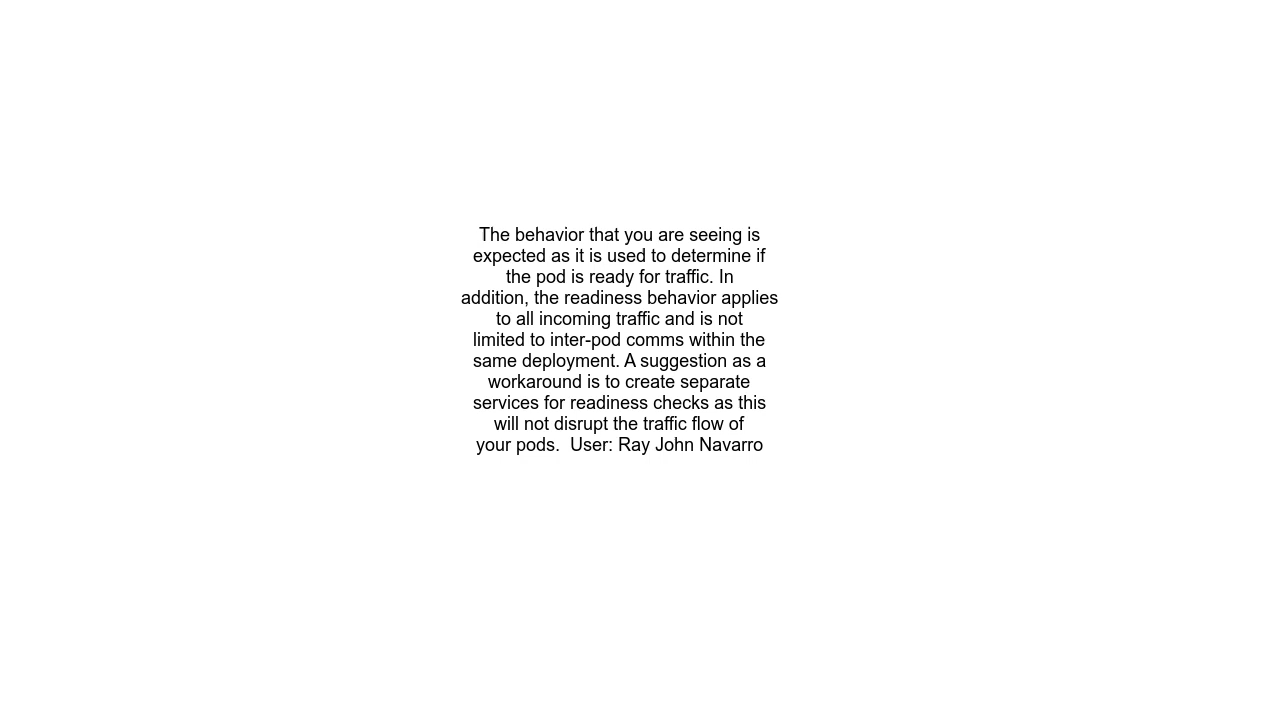 The behavior that you are seeing is
expected as it is used to determine if
the pod is ready for traffic. In
addition, the readiness behavior applies
to all incoming traffic and is not
limited to inter-pod comms within the
same deployment. A suggestion as a
workaround is to create separate
services for readiness checks as this
will not disrupt the traffic flow of
your pods.  User: Ray John Navarro